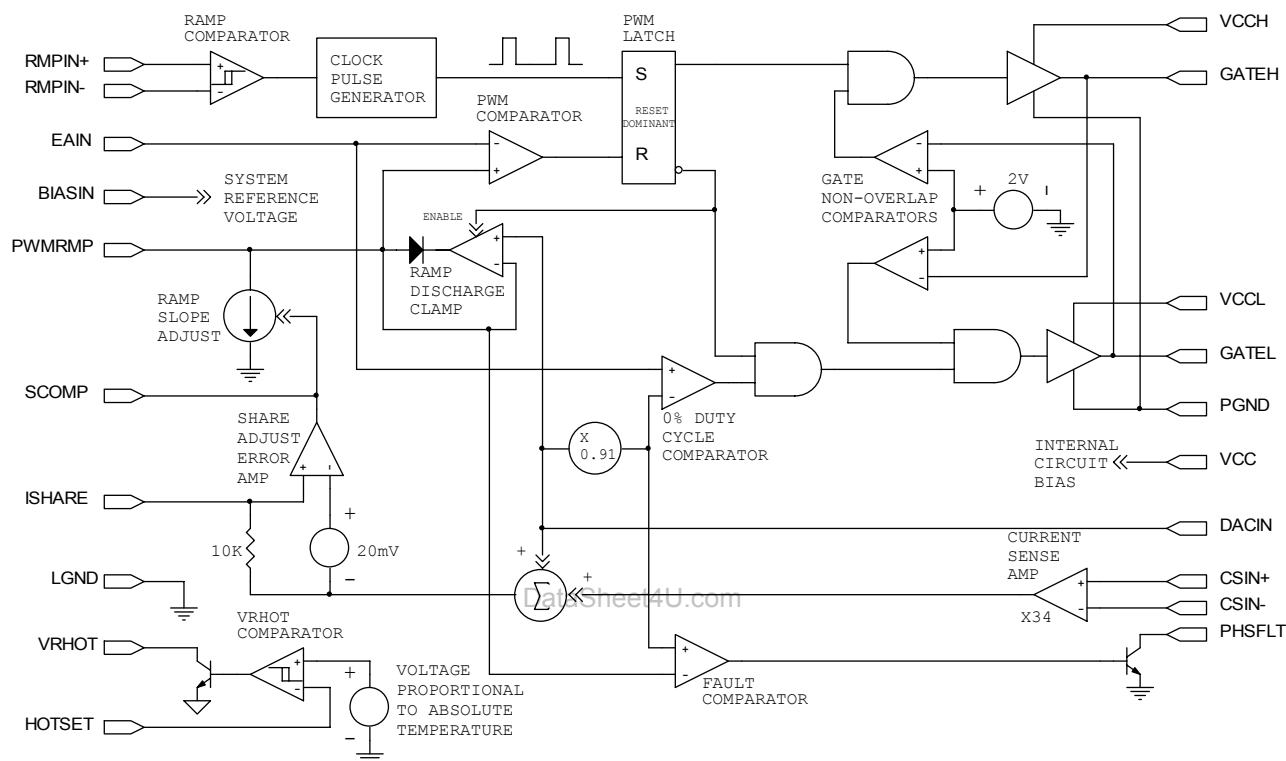 RAMP
COMPARATOR
RMPIN+
RMPIN-
+
-
CLOCK
PULSE
GENERATOR
PWM
LATCH
S
RESET
DOMINANT
R
VCCH
GATEH
PWM
COMPARATOR
-
+
EAIN
BIASIN
SYSTEM
REFERENCE
VOLTAGE
-
+
GATE
NON-OVERLAP
COMPARATORS
+
2V
-
+
-
ENABLE
PWMRMP
+
-
RAMP
DISCHARGE
CLAMP
RAMP
SLOPE
ADJUST
VCCL
GATEL
PGND
SCOMP
+
-
0% DUTY
CYCLE
COMPARATOR
SHARE
ADJUST
ERROR
AMP
+
-
X
0.91
INTERNAL
CIRCUIT
BIAS
VCC
ISHARE
10K
+
20mV
-
DACIN
CURRENT
SENSE
AMP
+
-
X34
CSIN+
CSIN-
+
Σ
+
DataSheet4U.com
LGND
VRHOT
COMPARATOR
VRHOT
+
-
+
-
VOLTAGE
PROPORTIONAL
TO ABSOLUTE
TEMPERATURE
HOTSET
+
-
FAULT
COMPARATOR
PHSFLT